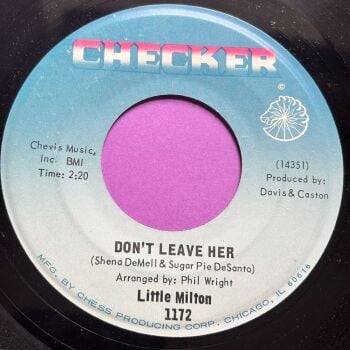 CHECKER
©
Chevis Music,
Inc. BMI
Time: 2:20
(14351)
Produced by:
Davis & Caston
DON'T LEAVE HER
(Shena DeMell & Sugar Pie DeSanto)
Arranged by: Phil Wright
Little Milton
1172
MFG. BY CHESS PRODUCING CORP., CHICAGO, IL 60616